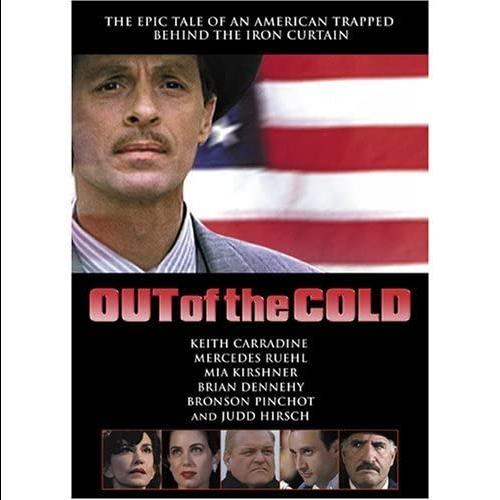 THE EPIC TALE OF AN AMERICAN TRAPPED
BEHIND THE IRON CURTAIN
OUT of the COLD
KEITH CARRADINE
MERCEDES RUEHL
MIA KIRSHNER
BRIAN DENNEHY
BRONSON PINCHOT
AND JUDD HIRSCH